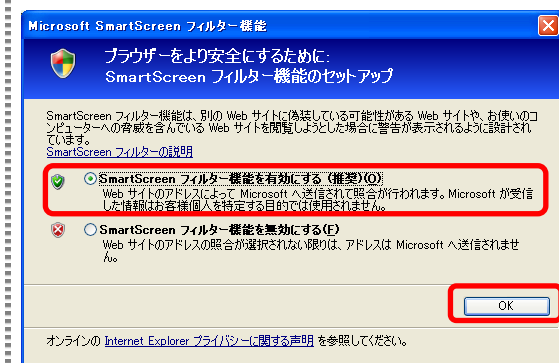 Microsoft SmartScreen フィルター機能
ブラウザーをより安全にするために:
SmartScreen フィルター機能のセットアップ
SmartScreen フィルター機能は、別の Web サイトに偽装している可能性がある Web サイトや、お使いのコ
ンピューターへの脅威を含んでいる Web サイトを閲覧しようとした場合に警告が表示されるように設計され
ています。
SmartScreen フィルターの説明
SmartScreen フィルター機能を有効にする (推奨)(O)
Web サイトのアドレスによって Microsoft へ送信されて照合が行われます。Microsoft が受信
した情報はお客様個人を特定する目的では使用されません。
SmartScreen フィルター機能を無効にする(F)
Web サイトのアドレスの照合が選択されない限りは、アドレスは Microsoft へ送信されませ
ん。
OK
オンラインの Internet Explorer プライバシーに関する声明 を参照してください。